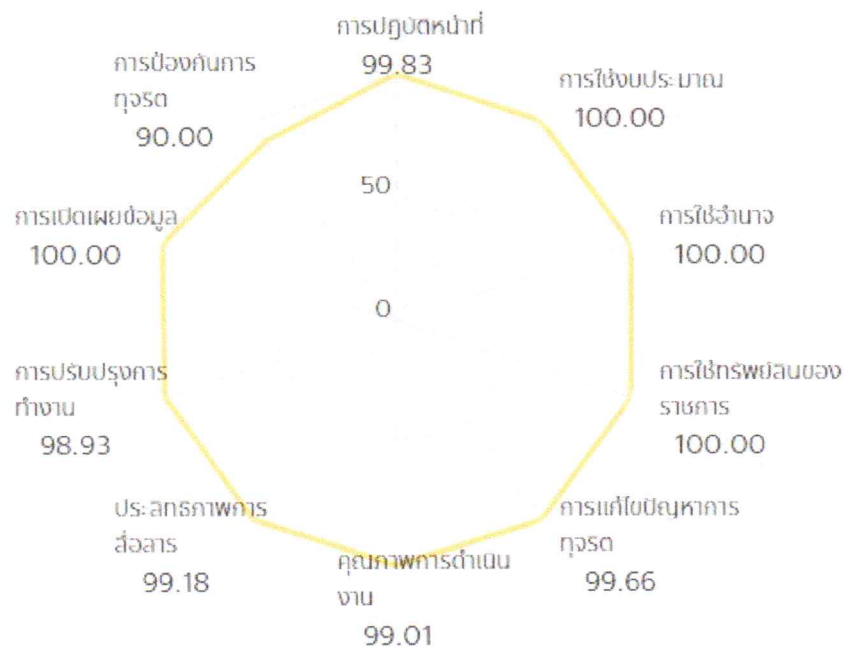 การปฏิบัติหน้าที่
99.83
การใช้งบประมาณ
100.00
การใช้อำนาจ
100.00
การใช้ทรัพย์สินของ
ราชการ
100.00
การแก้ไขปัญหาการ
ทุจริต
99.66
คุณภาพการดำเนิน
งาน
99.01
ประสิทธิภาพการ
สื่อสาร
99.18
การปรับปรุงการ
ทำงาน
98.93
การเปิดเผยข้อมูล
100.00
การป้องกันการ
ทุจริต
90.00
50
0